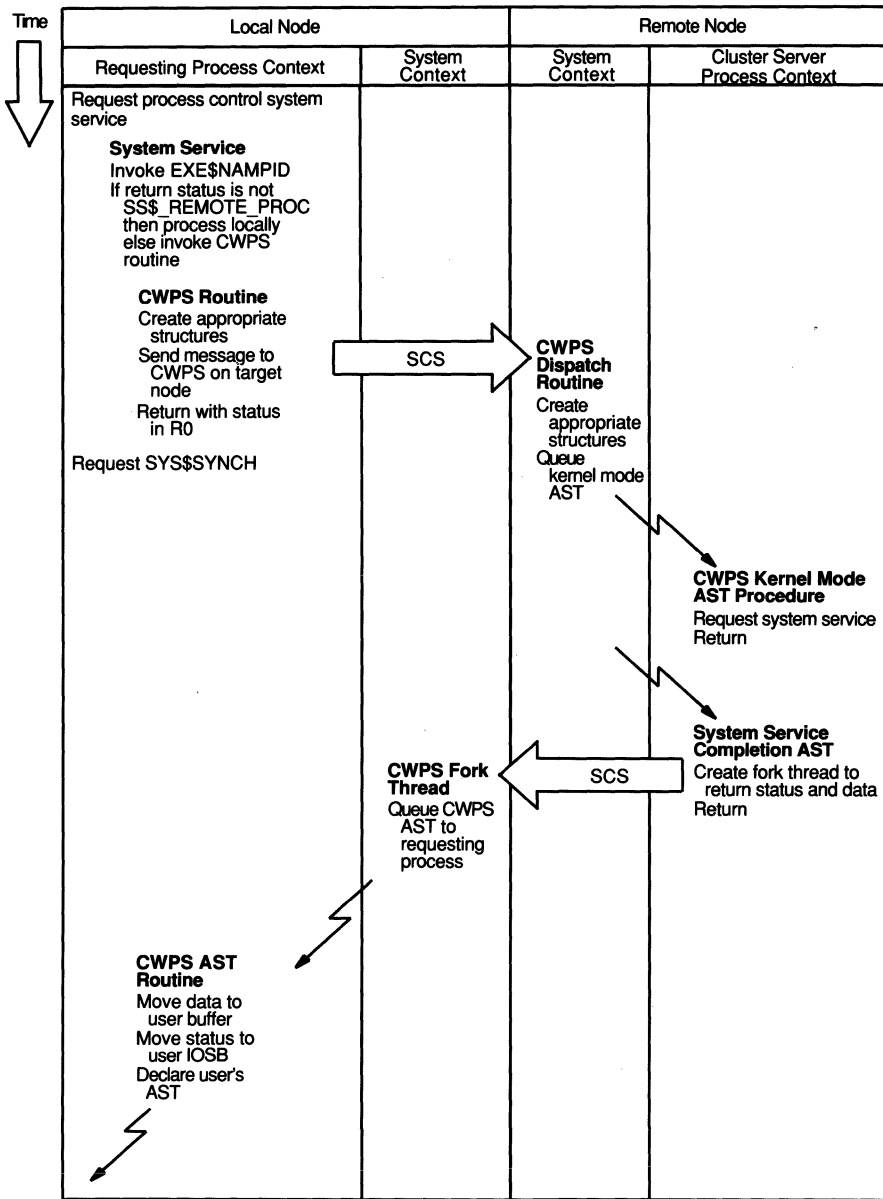 Time
Local Node
Remote Node
Requesting Process Context
System
Context
System
Context
Cluster Server
Process Context
Request process control system
service
System Service
Invoke EXE$NAMPID
If return status is not
SS$_REMOTE_PROC
then process locally
else invoke CWPS
routine
CWPS Routine
Create appropriate
structures
Send message to
CWPS on target
node
Return with status
in R0
Request SYS$SYNCH
SCS
CWPS
Dispatch
Routine
Create
appropriate
structures
Queue
kernel mode
AST
CWPS Kernel Mode
AST Procedure
Request system service
Return
System Service
Completion AST
Create fork thread to
return status and data
Return
SCS
CWPS Fork
Thread
Queue CWPS
AST to
requesting
process
CWPS AST
Routine
Move data to
user buffer
Move status to
user IOSB
Declare user's
AST